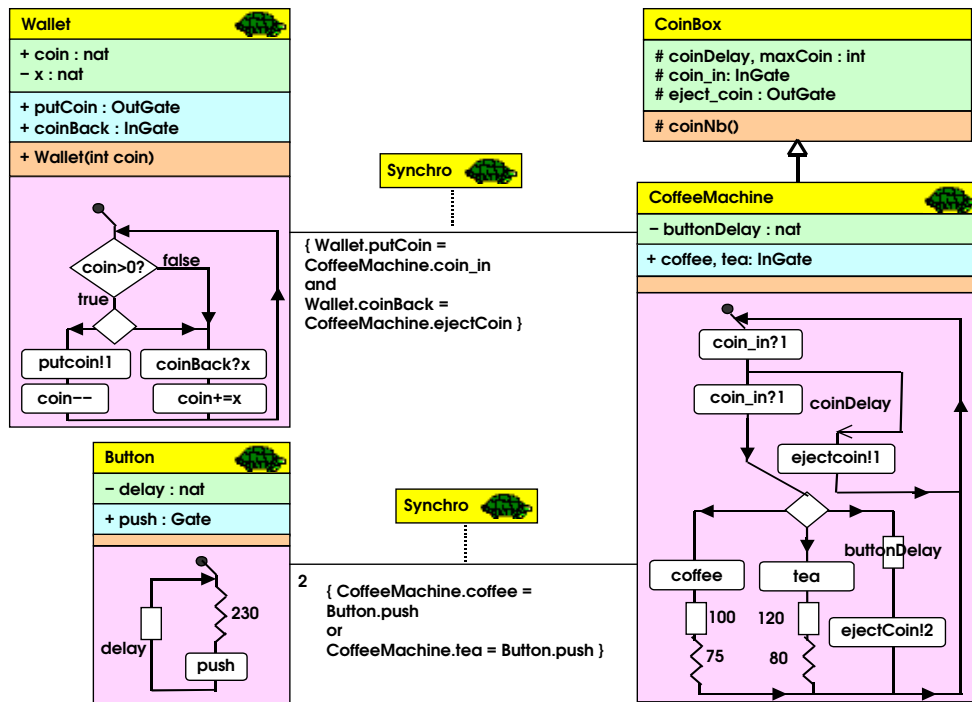 Wallet
+ coin : nat
− x : nat
+ putCoin : OutGate
+ coinBack : InGate
+ Wallet(int coin)
coin>0?
false
true
putcoin!1
coinBack?x
coin−−
coin+=x
Synchro
{ Wallet.putCoin =
CoffeeMachine.coin_in
and
Wallet.coinBack =
CoffeeMachine.ejectCoin }
CoinBox
# coinDelay, maxCoin : int
# coin_in: InGate
# eject_coin : OutGate
# coinNb()
CoffeeMachine
− buttonDelay : nat
+ coffee, tea: InGate
coin_in?1
coin_in?1
coinDelay
ejectcoin!1
buttonDelay
coffee
tea
100
120
ejectCoin!2
75
80
Button
− delay : nat
+ push : Gate
230
delay
push
Synchro
2
{ CoffeeMachine.coffee =
Button.push
or
CoffeeMachine.tea = Button.push }